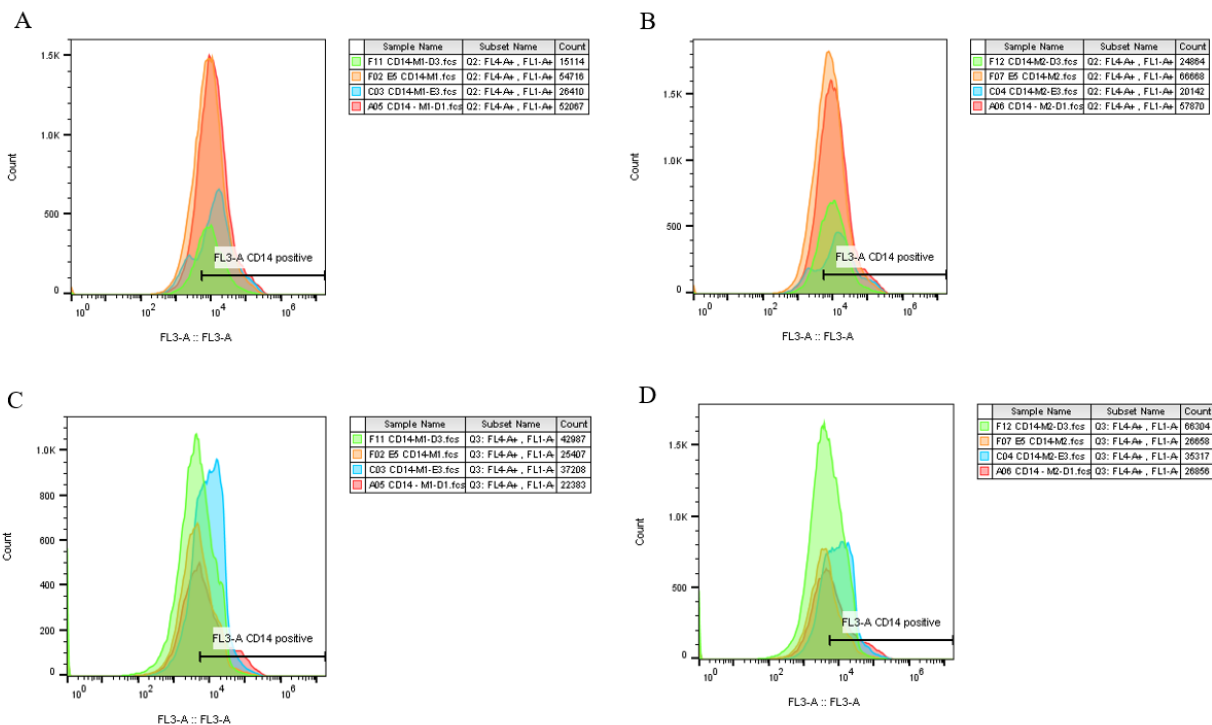 A
Sample Name Subset Name Count
F11 CD14-M1-D3.fcs Q2: FL4-A+ , FL1-A+ 15114
F02 E5 CD14-M1.fcs Q2: FL4-A+ , FL1-A+ 54716
C03 CD14-M1-E3.fcs Q2: FL4-A+ , FL1-A+ 26410
A05 CD14 - M1-D1.fcs Q2: FL4-A+ , FL1-A+ 52067
1.5K
1.0K
500
0
Count
FL3-A CD14 positive
10^0 10^2 10^4 10^6
FL3-A :: FL3-A
B
Sample Name Subset Name Count
F12 CD14-M2-D3.fcs Q2: FL4-A+ , FL1-A+ 24864
F07 E5 CD14-M2.fcs Q2: FL4-A+ , FL1-A+ 66668
C04 CD14-M2-E3.fcs Q2: FL4-A+ , FL1-A+ 20142
A06 CD14 - M2-D1.fcs Q2: FL4-A+ , FL1-A+ 57870
1.5K
1.0K
500
0
Count
FL3-A CD14 positive
10^0 10^2 10^4 10^6
FL3-A :: FL3-A
C
Sample Name Subset Name Count
F11 CD14-M1-D3.fcs Q3: FL4-A+ , FL1-A- 42987
F02 E5 CD14-M1.fcs Q3: FL4-A+ , FL1-A- 25407
C03 CD14-M1-E3.fcs Q3: FL4-A+ , FL1-A- 37208
A05 CD14 - M1-D1.fcs Q3: FL4-A+ , FL1-A- 22383
1.0K
800
600
400
200
0
Count
FL3-A CD14 positive
10^0 10^2 10^4 10^6
FL3-A :: FL3-A
D
Sample Name Subset Name Count
F12 CD14-M2-D3.fcs Q3: FL4-A+ , FL1-A- 66304
F07 E5 CD14-M2.fcs Q3: FL4-A+ , FL1-A- 26658
C04 CD14-M2-E3.fcs Q3: FL4-A+ , FL1-A- 35317
A06 CD14 - M2-D1.fcs Q3: FL4-A+ , FL1-A- 26856
1.5K
1.0K
500
0
Count
FL3-A CD14 positive
10^0 10^2 10^4 10^6
FL3-A :: FL3-A